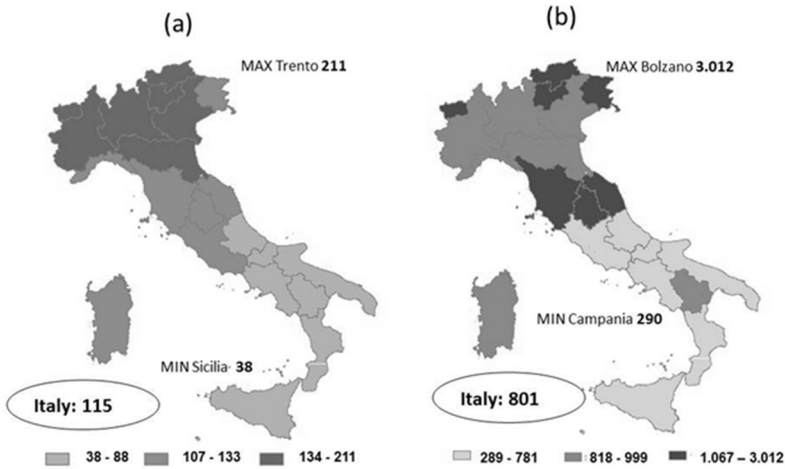 (a)
(b)
MAX Trento 211
MAX Bolzano 3.012
MIN Sicilia 38
MIN Campania 290
Italy: 115
Italy: 801
38 - 88
107 - 133
134 - 211
289 - 781
818 - 999
1.067 – 3.012